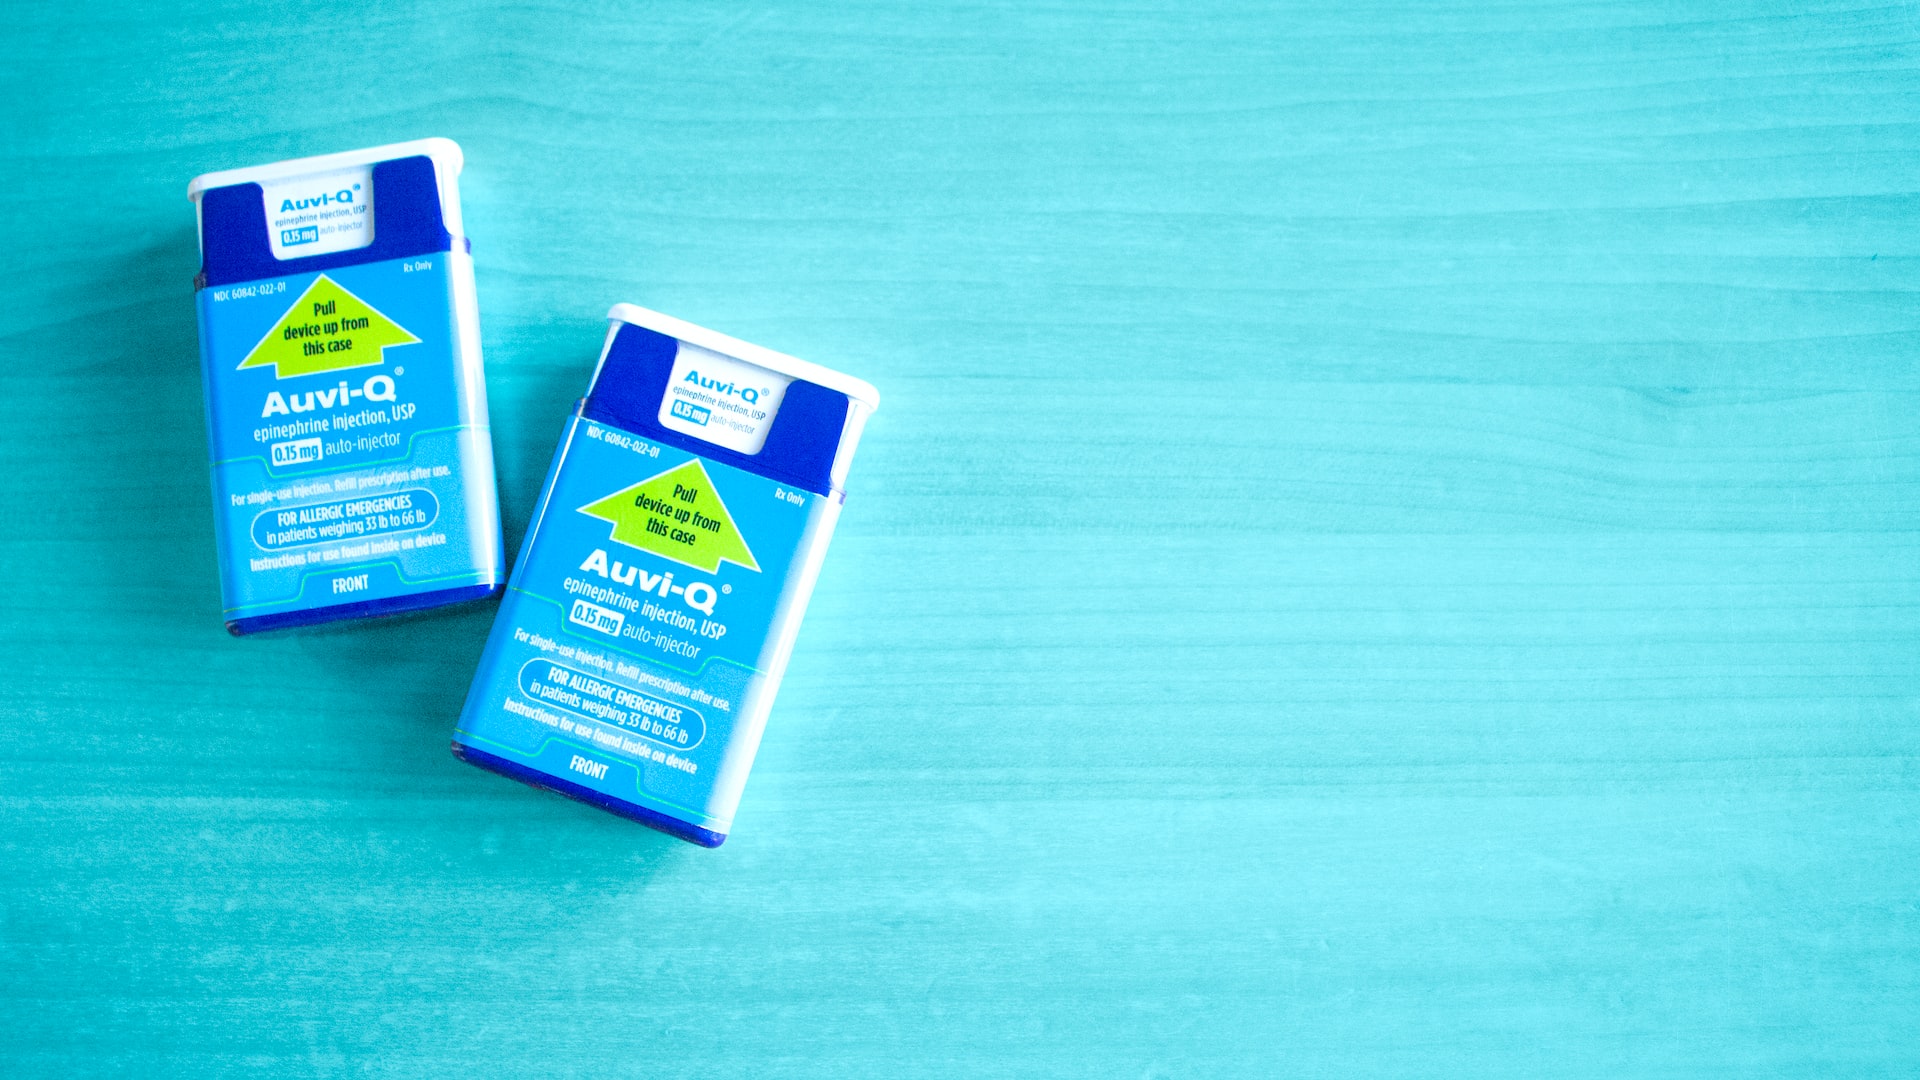 Auvi-Q®
epinephrine injection, USP
0.15 mg auto-injector
Rx Only
NDC 60842-022-01
Pull
device up from
this case
Auvi-Q®
epinephrine injection, USP
0.15 mg auto-injector
For single-use injection. Refill prescription after use.
FOR ALLERGIC EMERGENCIES
in patients weighing 33 lb to 66 lb
Instructions for use found inside on device
FRONT
Auvi-Q®
epinephrine injection, USP
0.15 mg auto-injector
NDC 60842-022-01
Rx Only
Pull
device up from
this case
Auvi-Q®
epinephrine injection, USP
0.15 mg auto-injector
For single-use injection. Refill prescription after use.
FOR ALLERGIC EMERGENCIES
in patients weighing 33 lb to 66 lb
Instructions for use found inside on device
FRONT